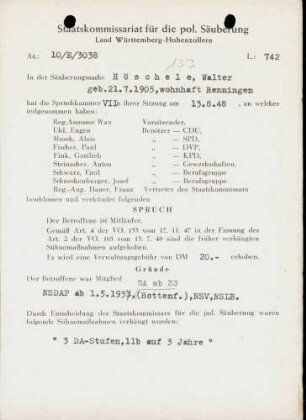 Staatskommissariat für die pol. Säuberung
Land Württemberg-Hohenzollern
Az.: 10/E/3038
L.: 742
153
In der Säuberungssache H ö s c h e l e, Walter
geb.21.7.1905,wohnhaft Renningen
hat die Spruchkammer VII in ihrer Sitzung am 13.8.48 , an welcher
teilgenommen haben:
Reg.Assessor Wax Vorsitzender,
Uhl, Eugen Beisitzer — CDU,
Musch, Alois „ — SPD,
Fischer, Paul „ — DVP,
Fink, Gottlieb „ — KPD,
Steinacher, Anton „ — Gewerkschaften,
Schwarz, Emil „ — Berufsgruppe
Schneckenburger, Josef „ — Berufsgruppe
Reg.-Ang. Bauer, Franz Vertreter des Staatskommissars
beschlossen und verkündet folgenden
SPRUCH
Der Betroffene ist Mitläufer.
Gemäß Art. 4 der VO. 133 vom 17. 11. 47 in der Fassung des
Art. 2 der VO. 165 vom 13. 7. 48 sind die früher verhängten
Sühnemaßnahmen aufgehoben.
Es wird eine Verwaltungsgebühr von DM 20,- erhoben.
Gründe
Der Betroffene war Mitglied
SA ab 33
NSDAP ab 1.5.1937,(Rottenf.),NSV,NSLB.
Durch Entscheidung des Staatskommissars für die pol. Säuberung waren
folgende Sühnemaßnahmen verhängt worden:
" 3 DA-Stufen,11b auf 3 Jahre "